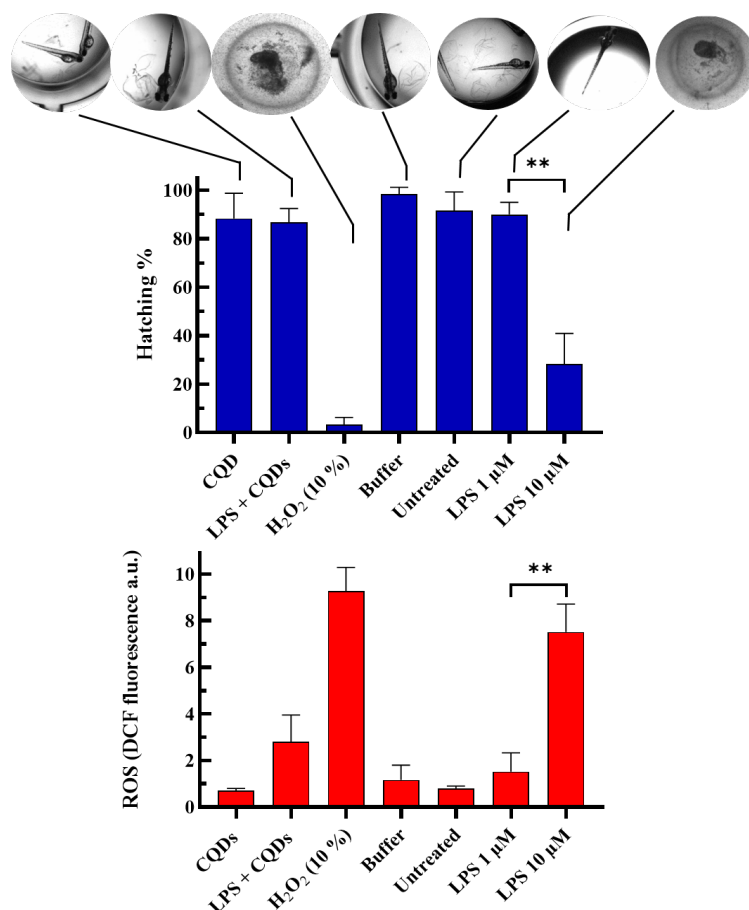 **
100
80
60
40
20
0
Hatching %
CQD
LPS + CQDs
H₂O₂ (10 %)
Buffer
Untreated
LPS 1 µM
LPS 10 µM
**
10
8
6
4
2
0
ROS (DCF fluorescence a.u.)
CQDs
LPS + CQDs
H₂O₂ (10 %)
Buffer
Untreated
LPS 1 µM
LPS 10 µM